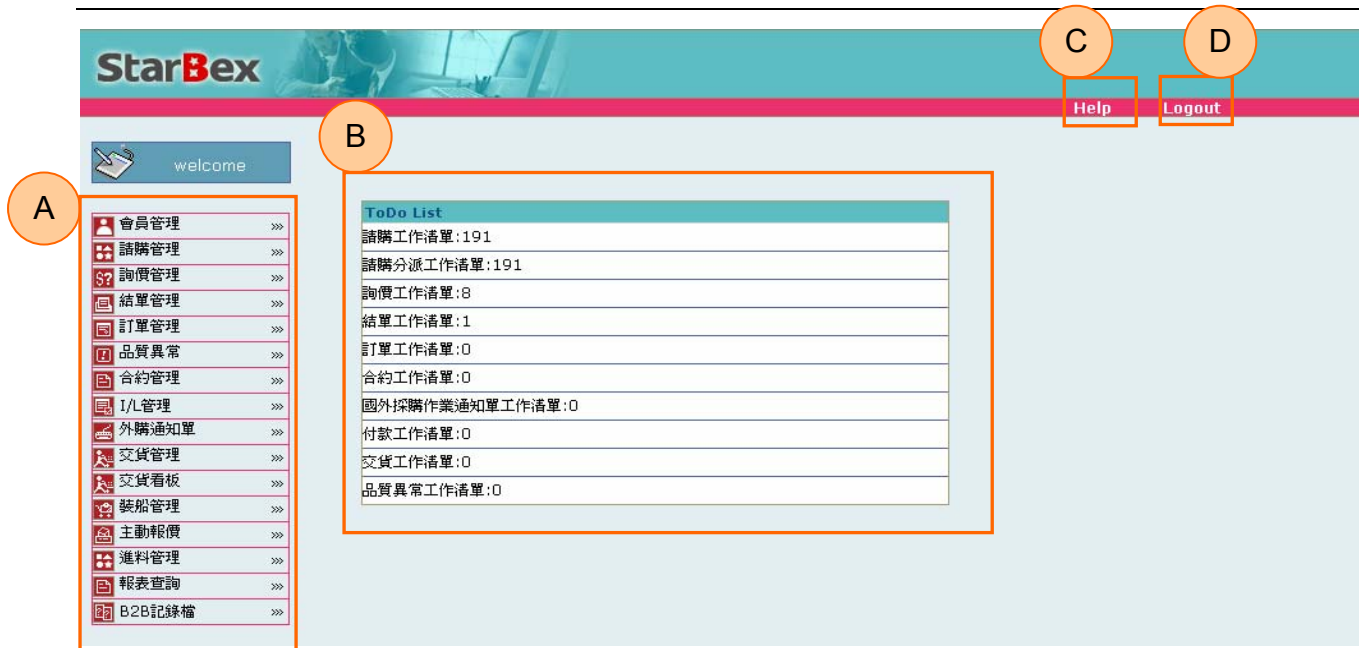 C D
StarBex
Help Logout
B
welcome
A
會員管理
請購管理
詢價管理
結單管理
訂單管理
品質異常
合約管理
I/L管理
外購通知單
交貨管理
交貨看板
裝船管理
主動報價
進料管理
報表查詢
B2B記錄檔
ToDo List
請購工作清單:191
請購分派工作清單:191
詢價工作清單:8
結單工作清單:1
訂單工作清單:0
合約工作清單:0
國外採購作業通知單工作清單:0
付款工作清單:0
交貨工作清單:0
品質異常工作清單:0